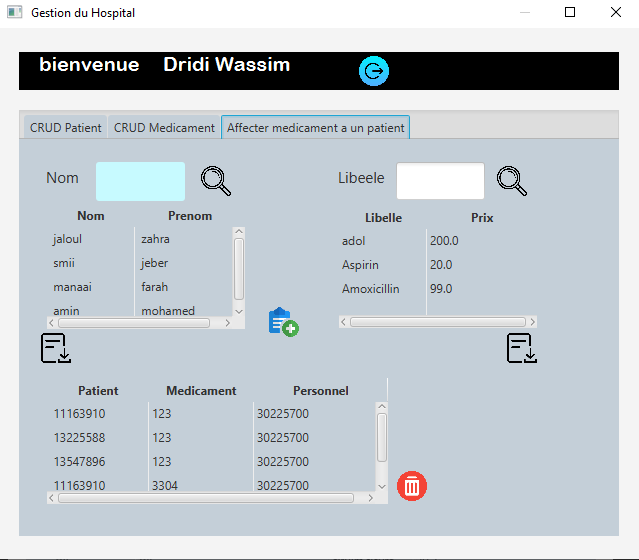 Gestion du Hospital
bienvenue Dridi Wassim
CRUD Patient CRUD Medicament Affecter medicament a un patient
Nom
Libeele
Nom Prenom
jaloul zahra
smii jeber
manaai farah
amin mohamed
Libelle Prix
adol 200.0
Aspirin 20.0
Amoxicillin 99.0
Patient Medicament Personnel
11163910 123 30225700
13225588 123 30225700
13547896 123 30225700
11163910 3304 30225700